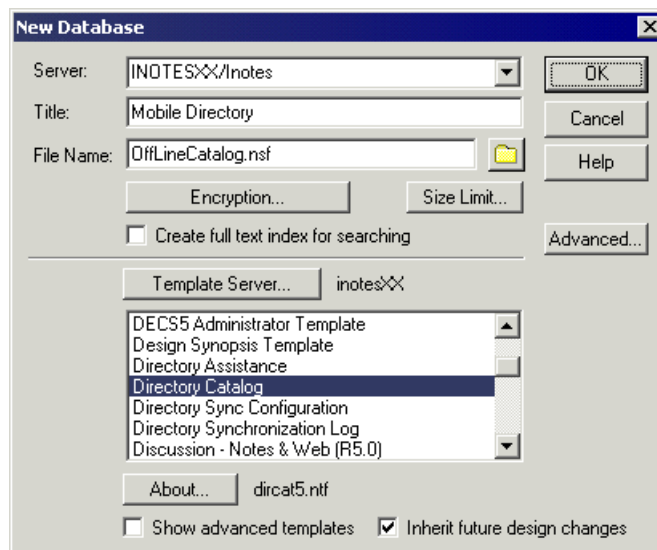 New Database
Server: INOTESXX/Inotes OK
Title: Mobile Directory Cancel
File Name: OffLineCatalog.nsf Help
Encryption... Size Limit...
Create full text index for searching Advanced...
Template Server... inotesXX
DECS5 Administrator Template
Design Synopsis Template
Directory Assistance
Directory Catalog
Directory Sync Configuration
Directory Synchronization Log
Discussion - Notes & Web (R5.0)
About... dircat5.ntf
Show advanced templates Inherit future design changes